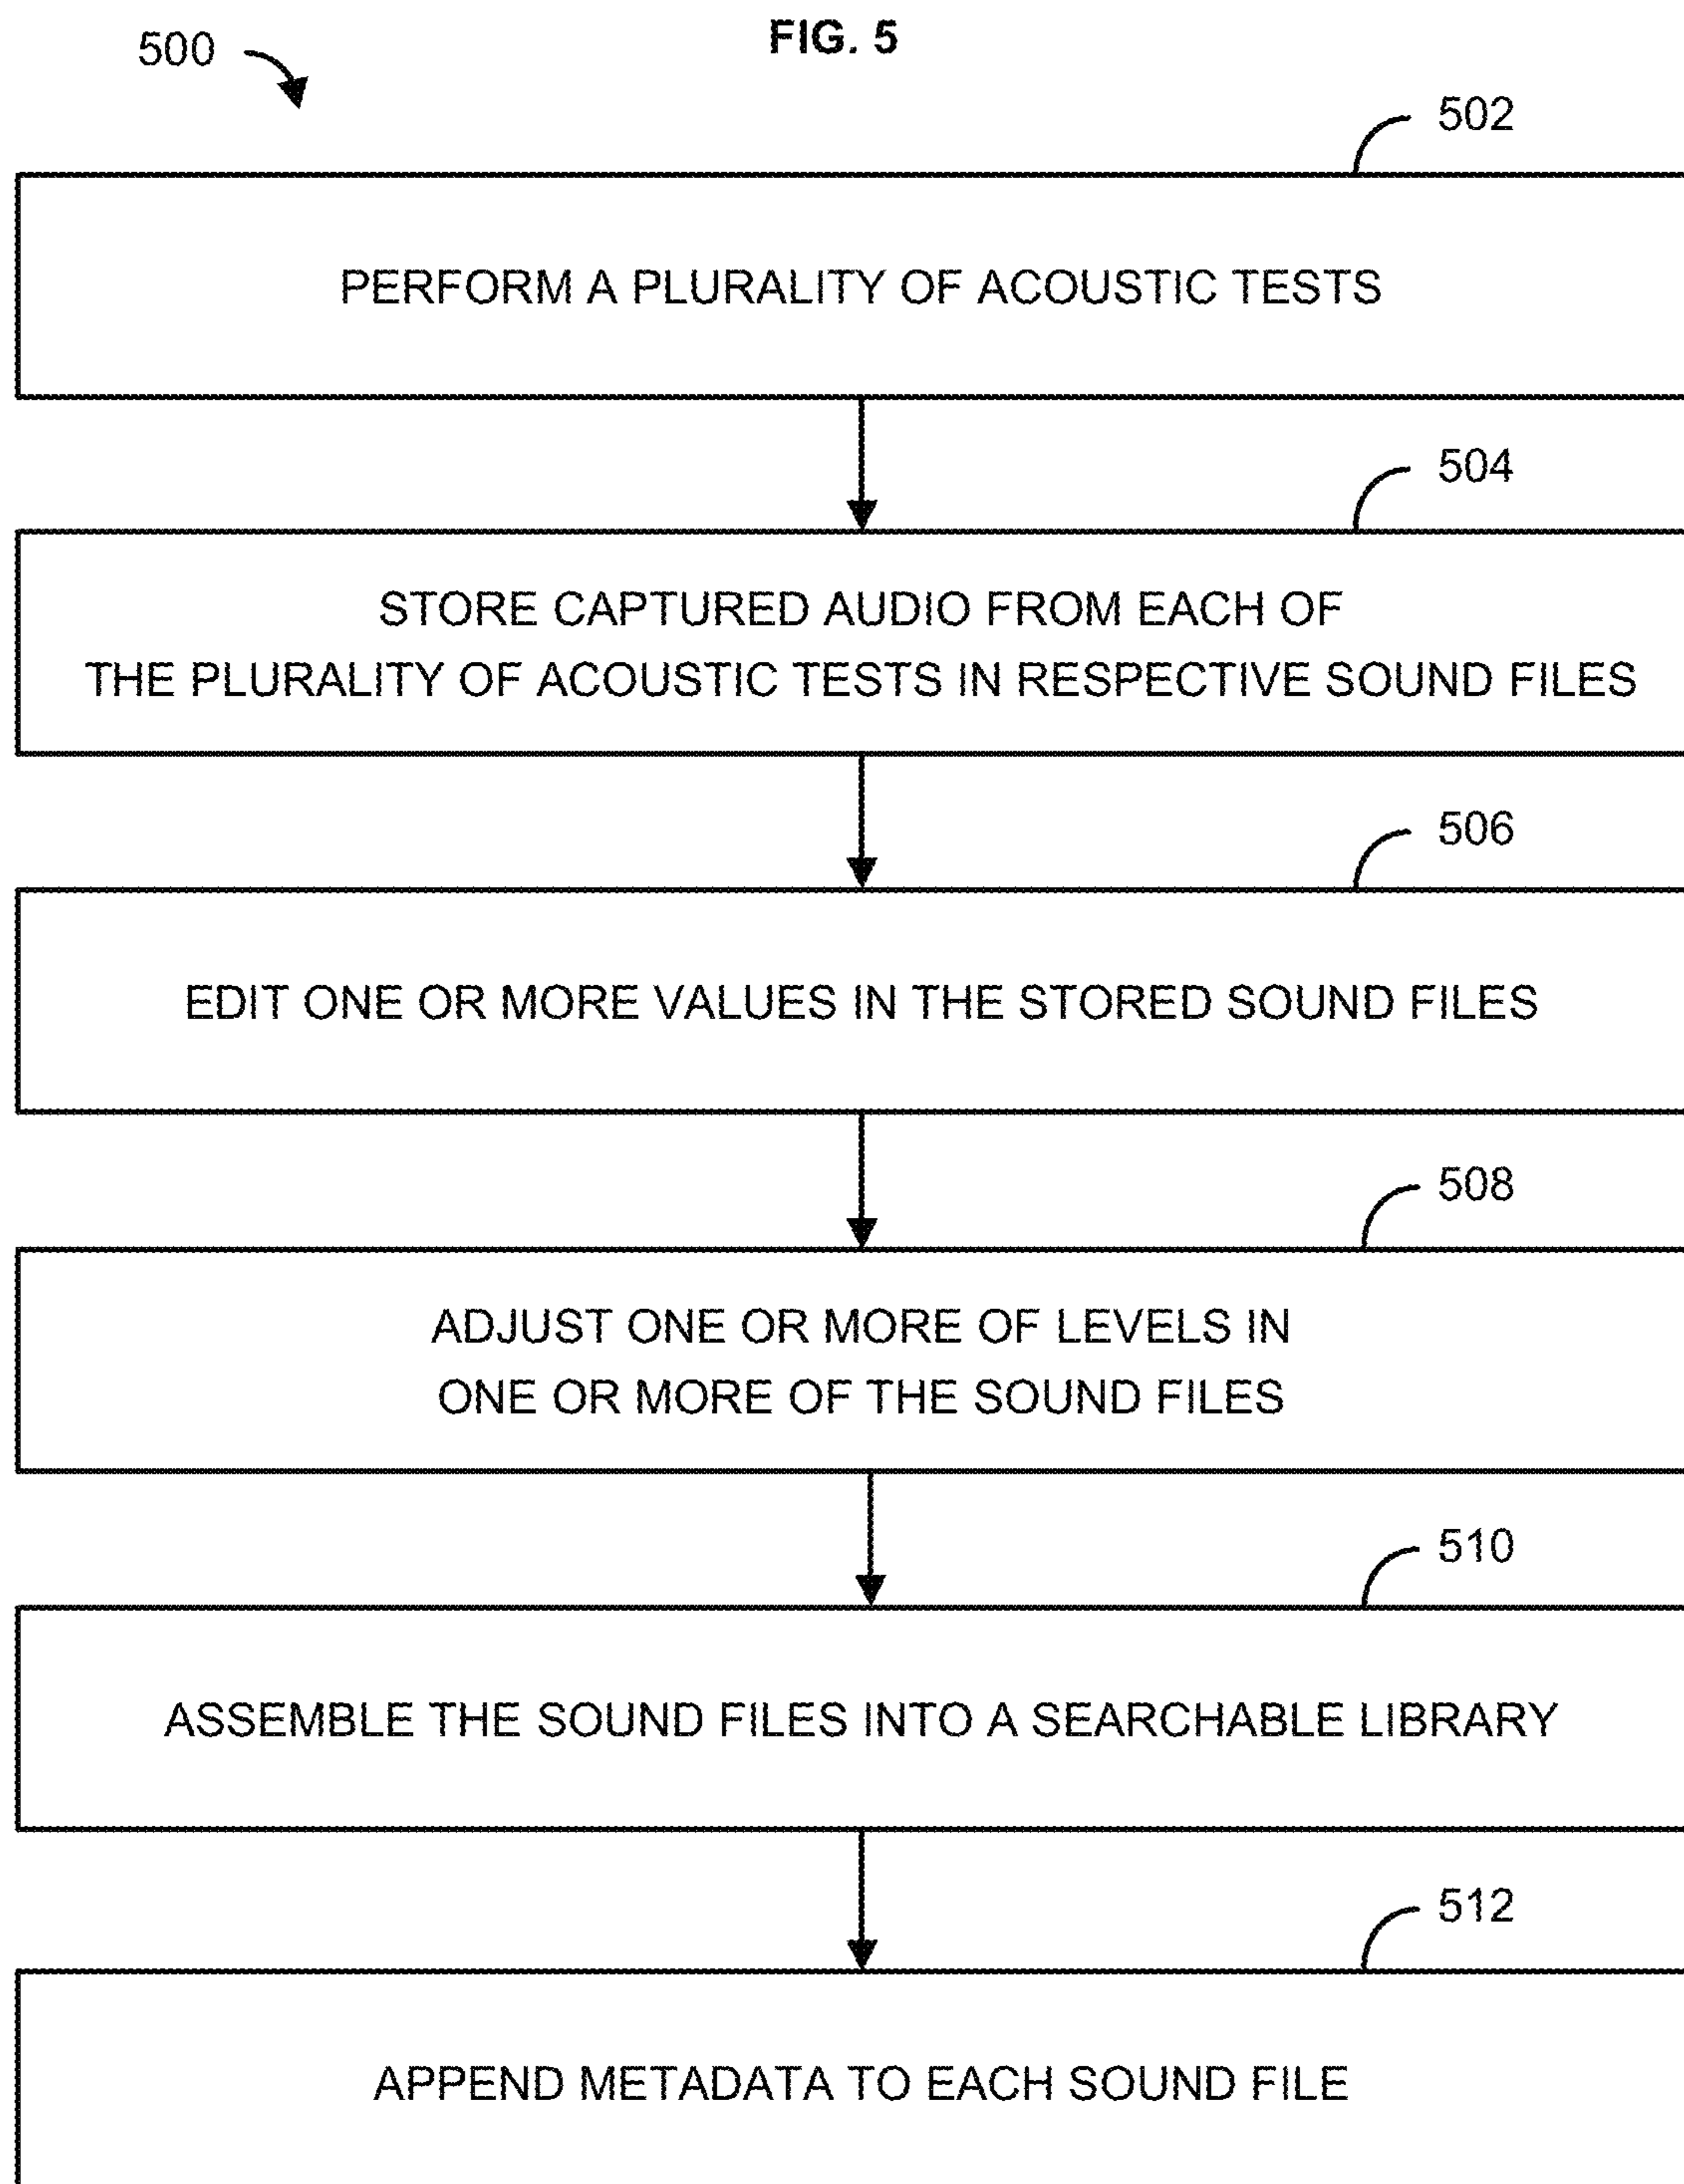 FIG. 5
500
502
PERFORM A PLURALITY OF ACOUSTIC TESTS
504
STORE CAPTURED AUDIO FROM EACH OF
THE PLURALITY OF ACOUSTIC TESTS IN RESPECTIVE SOUND FILES
506
EDIT ONE OR MORE VALUES IN THE STORED SOUND FILES
508
ADJUST ONE OR MORE OF LEVELS IN
ONE OR MORE OF THE SOUND FILES
510
ASSEMBLE THE SOUND FILES INTO A SEARCHABLE LIBRARY
512
APPEND METADATA TO EACH SOUND FILE